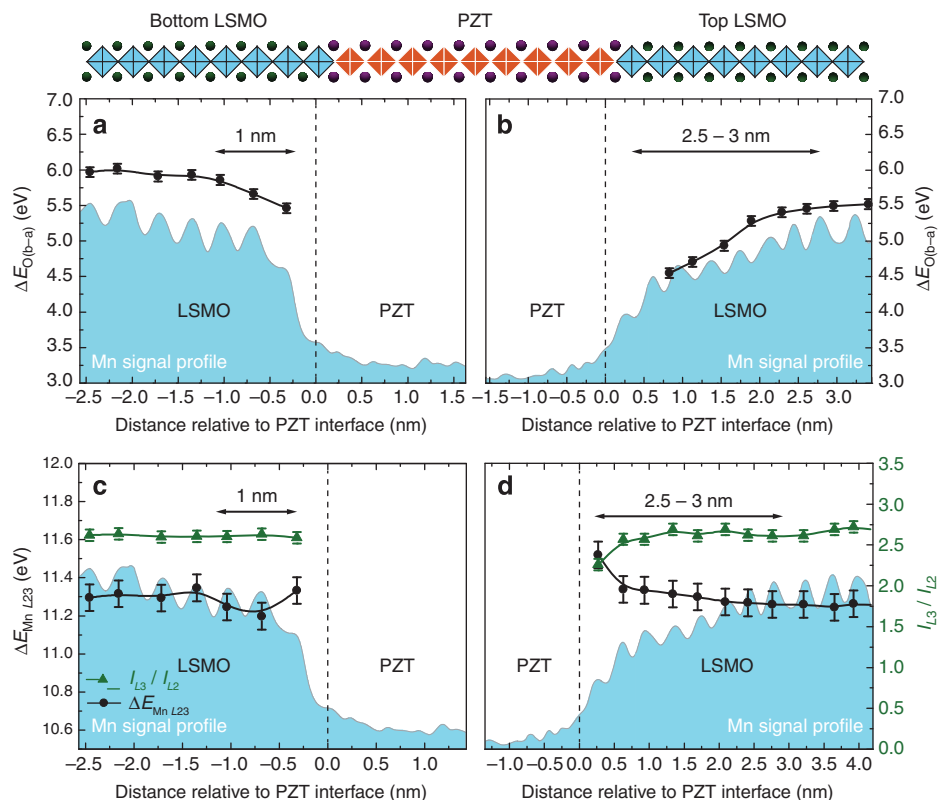 Bottom LSMO PZT Top LSMO
7.0 a 1 nm b 2.5 – 3 nm 7.0
6.5 6.5
6.0 6.0
5.5 5.5
5.0 5.0
4.5 4.5
4.0 4.0
3.5 3.5
3.0 3.0
ΔE_O(b–a) (eV) ΔE_O(b–a) (eV)
LSMO PZT PZT LSMO
Mn signal profile Mn signal profile
–2.5 –2.0 –1.5 –1.0 –0.5 0.0 0.5 1.0 1.5 –1.5 –1.0 –0.5 0.0 0.5 1.0 1.5 2.0 2.5 3.0
Distance relative to PZT interface (nm) Distance relative to PZT interface (nm)
12.0 c 1 nm d 2.5 – 3 nm 3.5
11.6 3.0
11.4 2.5
11.2 2.0
11.0 1.5
10.8 1.0
10.6 0.5
0.0
ΔE_Mn L23 (eV) I_L3 / I_L2
LSMO PZT PZT LSMO
I_L3 / I_L2
ΔE_Mn L23
Mn signal profile Mn signal profile
–2.5 –2.0 –1.5 –1.0 –0.5 0.0 0.5 1.0 –1.0 –0.5 0.0 0.5 1.0 1.5 2.0 2.5 3.0 3.5 4.0
Distance relative to PZT interface (nm) Distance relative to PZT interface (nm)